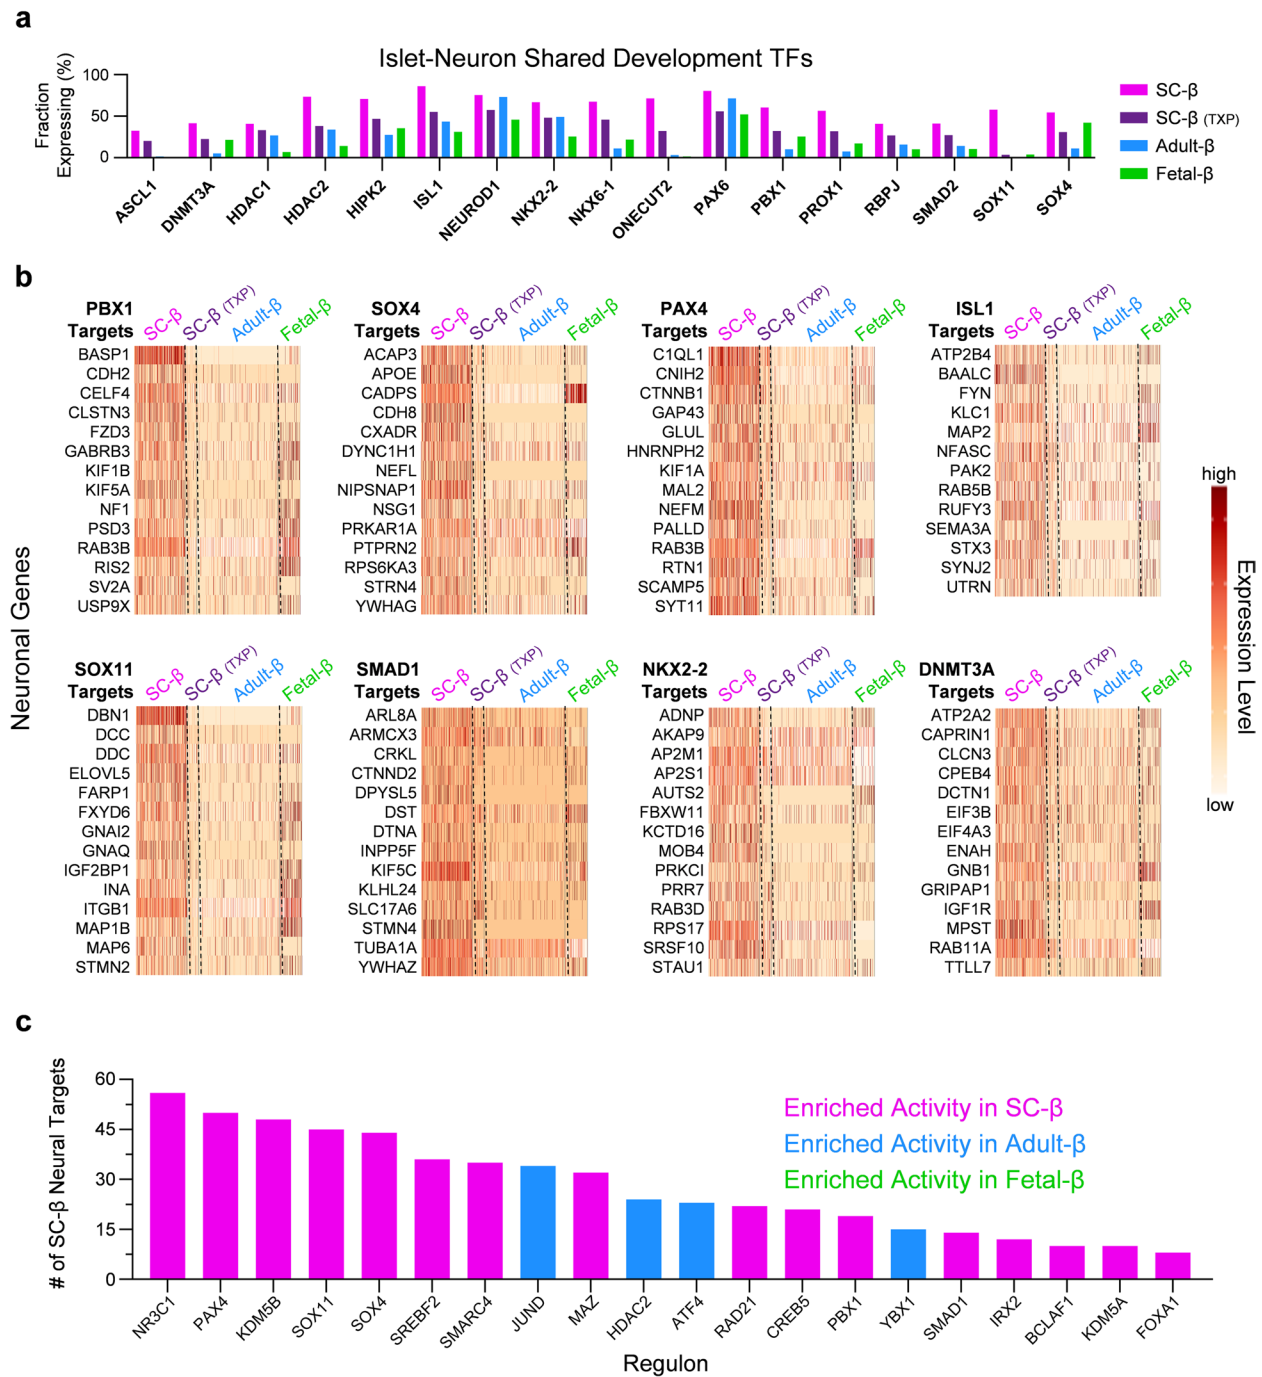 a
Islet-Neuron Shared Development TFs
Fraction
Expressing (%)
100
50
0
ASCL1
DNMT3A
HDAC1
HDAC2
HIPK2
ISL1
NEUROD1
NKX2-2
NKX6-1
ONECUT2
PAX6
PBX1
PROX1
RBPJ
SMAD2
SOX11
SOX4
SC-β
SC-β (TXP)
Adult-β
Fetal-β
b
Neuronal Genes
PBX1
Targets
SC-β
SC-β (TXP)
Adult-β
Fetal-β
BASP1
CDH2
CELF4
CLSTN3
FZD3
GABRB3
KIF1B
KIF5A
NF1
PSD3
RAB3B
RIS2
SV2A
USP9X
SOX4
Targets
SC-β
SC-β (TXP)
Adult-β
Fetal-β
ACAP3
APOE
CADPS
CDH8
CXADR
DYNC1H1
NEFL
NIPSNAP1
NSG1
PRKAR1A
PTPRN2
RPS6KA3
STRN4
YWHAG
PAX4
Targets
SC-β
SC-β (TXP)
Adult-β
Fetal-β
C1QL1
CNIH2
CTNNB1
GAP43
GLUL
HNRNPH2
KIF1A
MAL2
NEFM
PALLD
RAB3B
RTN1
SCAMP5
SYT11
ISL1
Targets
SC-β
SC-β (TXP)
Adult-β
Fetal-β
ATP2B4
BAALC
FYN
KLC1
MAP2
NFASC
PAK2
RAB5B
RUFY3
SEMA3A
STX3
SYNJ2
UTRN
high
Expression Level
low
SOX11
Targets
SC-β
SC-β (TXP)
Adult-β
Fetal-β
DBN1
DCC
DDC
ELOVL5
FARP1
FXYD6
GNAI2
GNAQ
IGF2BP1
INA
ITGB1
MAP1B
MAP6
STMN2
SMAD1
Targets
SC-β
SC-β (TXP)
Adult-β
Fetal-β
ARL8A
ARMCX3
CRKL
CTNND2
DPYSL5
DST
DTNA
INPP5F
KIF5C
KLHL24
SLC17A6
STMN4
TUBA1A
YWHAZ
NKX2-2
Targets
SC-β
SC-β (TXP)
Adult-β
Fetal-β
ADNP
AKAP9
AP2M1
AP2S1
AUTS2
FBXW11
KCTD16
MOB4
PRKCI
PRR7
RAB3D
RPS17
SRSF10
STAU1
DNMT3A
Targets
SC-β
SC-β (TXP)
Adult-β
Fetal-β
ATP2A2
CAPRIN1
CLCN3
CPEB4
DCTN1
EIF3B
EIF4A3
ENAH
GNB1
GRIPAP1
IGF1R
MPST
RAB11A
TTLL7
c
# of SC-β Neural Targets
60
45
30
15
0
Enriched Activity in SC-β
Enriched Activity in Adult-β
Enriched Activity in Fetal-β
NR3C1
PAX4
KDM5B
SOX11
SOX4
SREBF2
SMARC4
JUND
MAZ
HDAC2
ATF4
RAD21
CREB5
PBX1
YBX1
SMAD1
IRX2
BCLAF1
KDM5A
FOXA1
Regulon